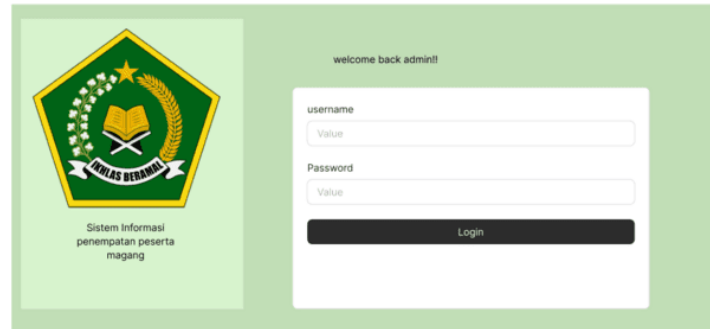 IKHLAS BERAMAL
Sistem Informasi
penempatan peserta
magang
welcome back admin!!
username
Value
Password
Value
Login